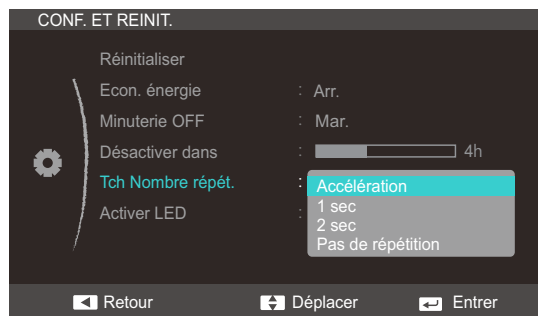 CONF. ET REINIT.
Réinitialiser
Econ. énergie : Arr.
Minuterie OFF : Mar.
Désactiver dans : 4h
Tch Nombre répét. : Accélération
1 sec
Activer LED :
2 sec
Pas de répétition
Retour Déplacer Entrer